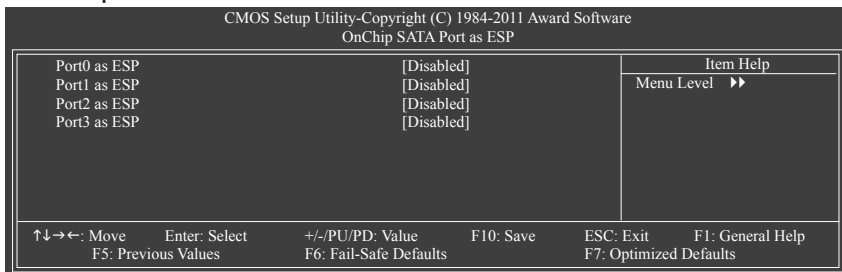 CMOS Setup Utility-Copyright (C) 1984-2011 Award Software
OnChip SATA Port as ESP
Port0 as ESP [Disabled]
Port1 as ESP [Disabled]
Port2 as ESP [Disabled]
Port3 as ESP [Disabled]
Item Help
Menu Level ▶▶
↑↓→←: Move Enter: Select +/-/PU/PD: Value F10: Save ESC: Exit F1: General Help
F5: Previous Values F6: Fail-Safe Defaults F7: Optimized Defaults